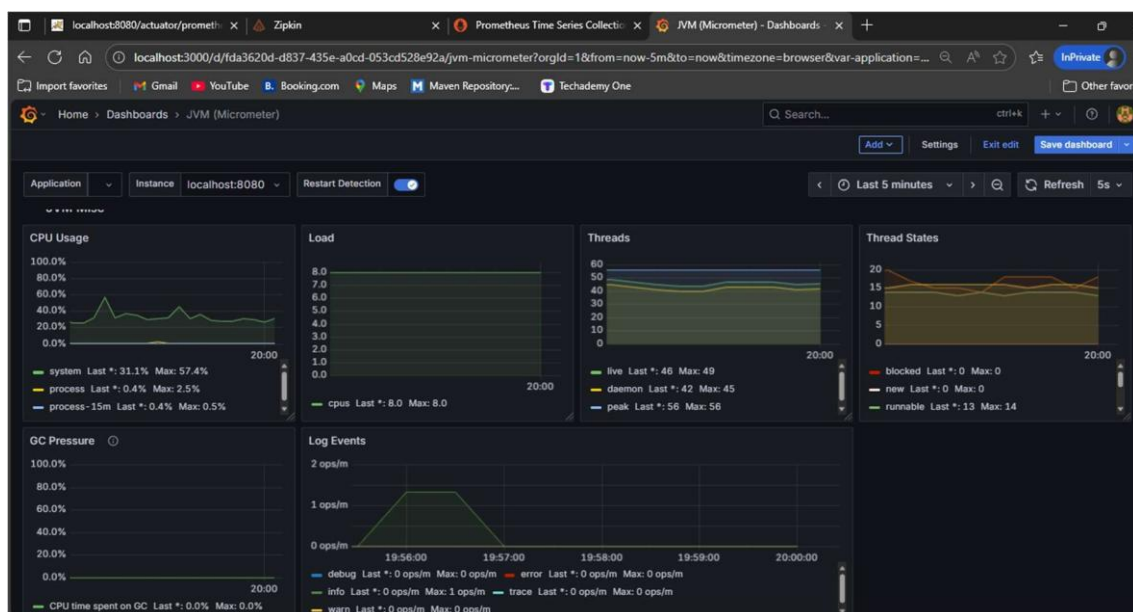 localhost:8080/actuator/prometh
Zipkin
Prometheus Time Series Collectio
JVM (Micrometer) - Dashboards -
localhost:3000/d/fda3620d-d837-435e-a0cd-053cd528e92a/jvm-micrometer?orgId=1&from=now-5m&to=now&timezone=browser&var-application=...
InPrivate
Import favorites Gmail YouTube B. Booking.com Maps M Maven Repository:... T Techademy One Other favor
Home > Dashboards > JVM (Micrometer) Search... ctrl+k
Add Settings Exit edit Save dashboard
Application Instance localhost:8080 Restart Detection Last 5 minutes Refresh 5s
JVM Misc
CPU Usage
100.0%
80.0%
60.0%
40.0%
20.0%
0.0%
20:00
system Last *: 31.1% Max: 57.4%
process Last *: 0.4% Max: 2.5%
process-15m Last *: 0.4% Max: 0.5%
Load
8.0
7.0
6.0
5.0
4.0
3.0
2.0
1.0
0.0
20:00
cpus Last *: 8.0 Max: 8.0
Threads
60
50
40
30
20
10
0
20:00
live Last *: 46 Max: 49
daemon Last *: 42 Max: 45
peak Last *: 56 Max: 56
Thread States
20
15
10
5
0
20:00
blocked Last *: 0 Max: 0
new Last *: 0 Max: 0
runnable Last *: 13 Max: 14
GC Pressure
100.0%
80.0%
60.0%
40.0%
20.0%
0.0%
20:00
CPU time spent on GC Last *: 0.0% Max: 0.0%
Log Events
2 ops/m
1 ops/m
0 ops/m
19:56:00 19:57:00 19:58:00 19:59:00 20:00:00
debug Last *: 0 ops/m Max: 0 ops/m error Last *: 0 ops/m Max: 0 ops/m
info Last *: 0 ops/m Max: 1 ops/m trace Last *: 0 ops/m Max: 0 ops/m
warn Last *: 0 ops/m Max: 0 ops/m